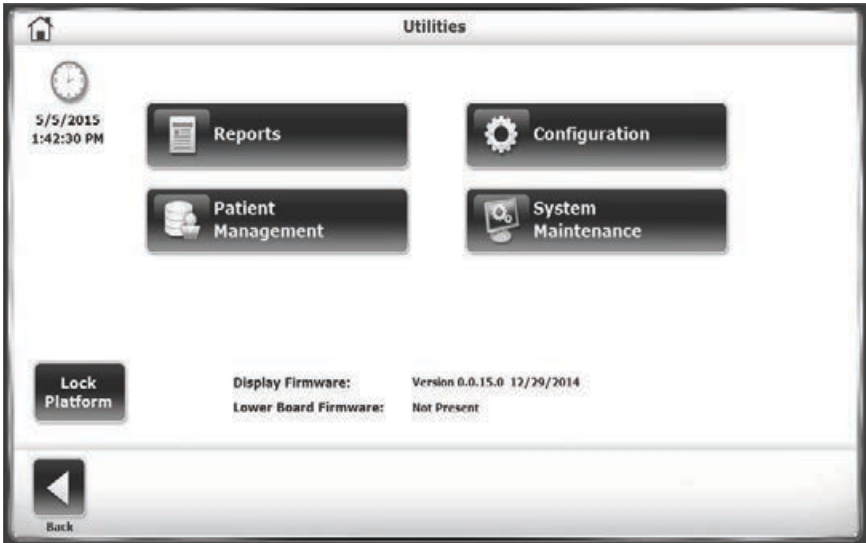 Utilities
5/5/2015
1:42:30 PM
Reports
Configuration
Patient
Management
System
Maintenance
Lock
Platform
Display Firmware: Version 0.0.15.0 12/29/2014
Lower Board Firmware: Not Present
Back